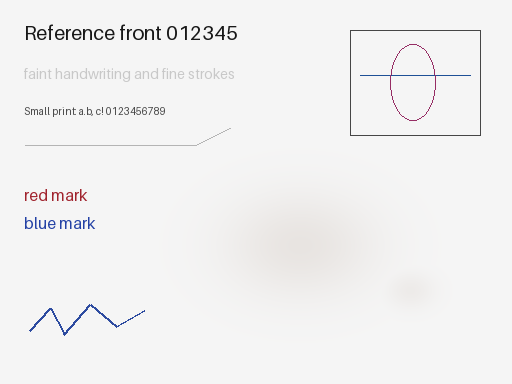 Reference front 012345
faint handwriting and fine strokes
Small print a.b, c! 0123456789
red mark
blue mark